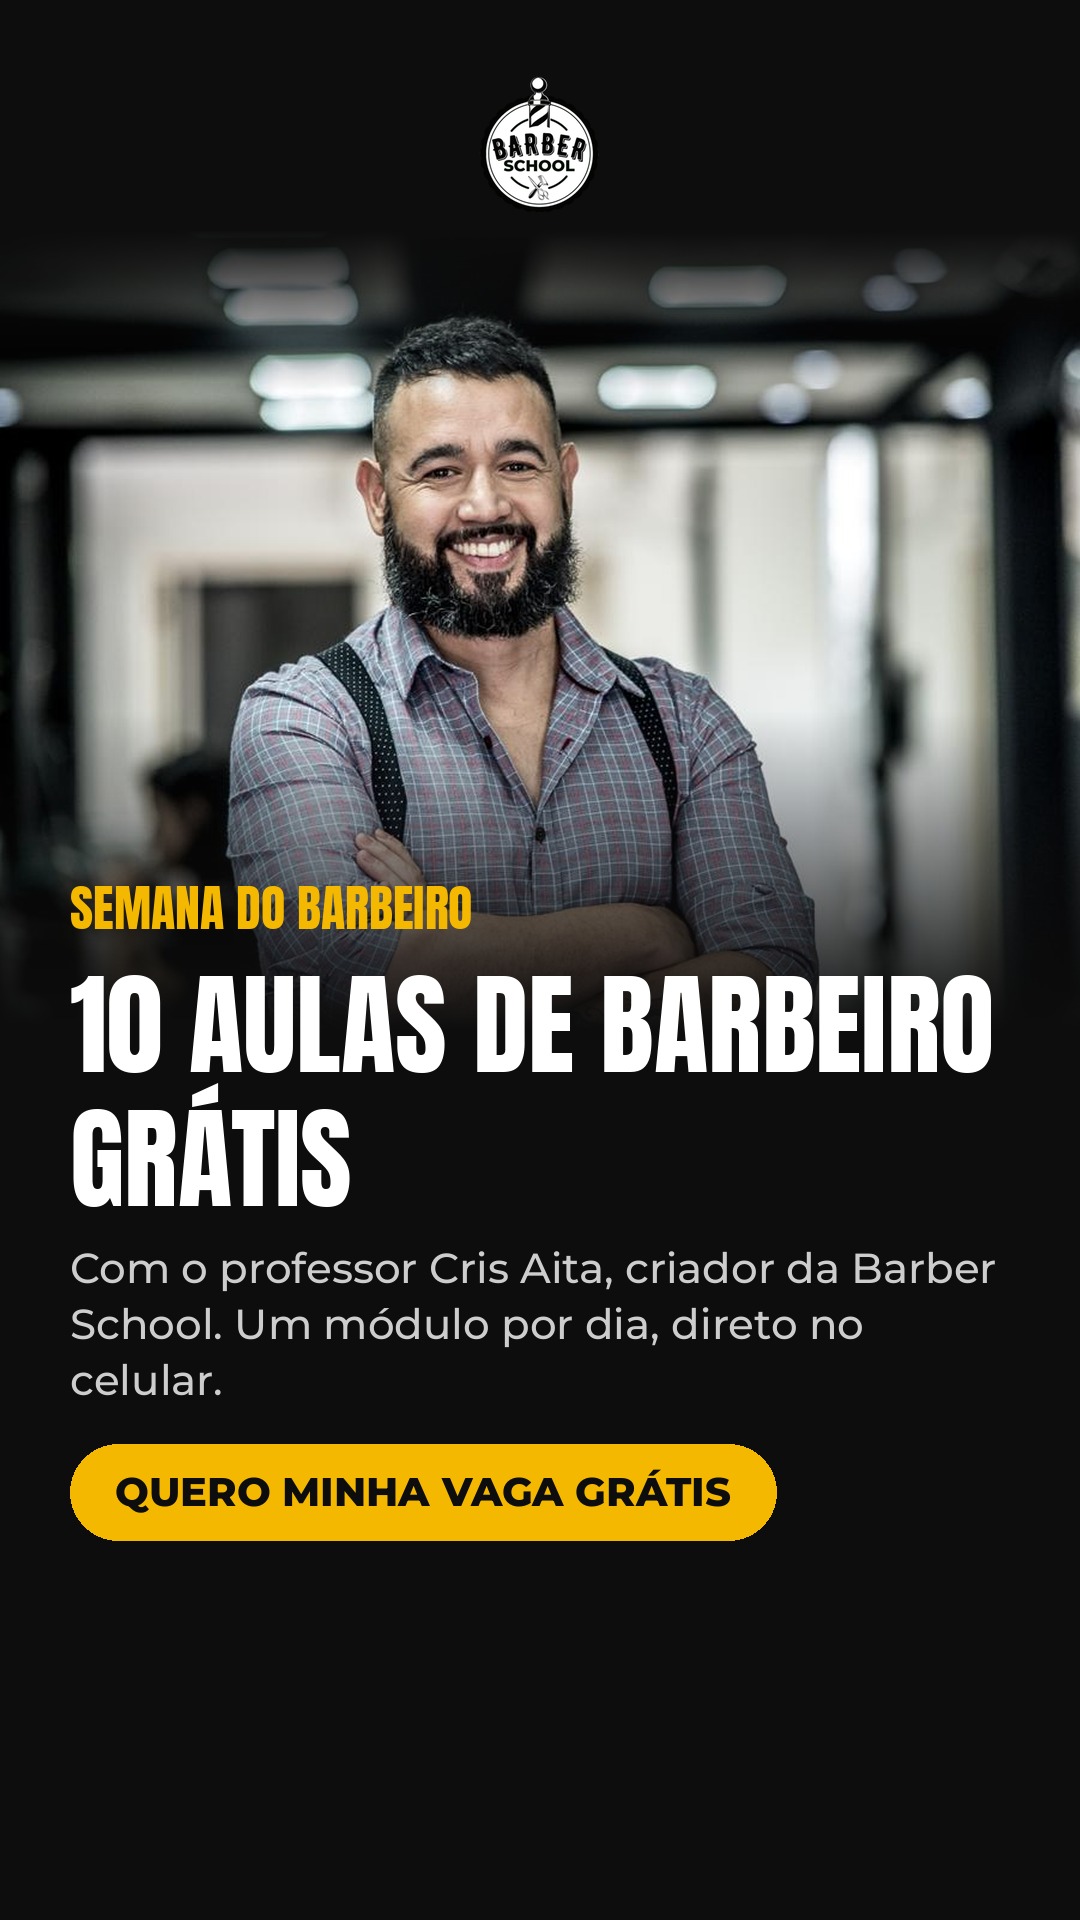 BARBER
SCHOOL
SEMANA DO BARBEIRO
10 AULAS DE BARBEIRO
GRÁTIS
Com o professor Cris Aita, criador da Barber
School. Um módulo por dia, direto no
celular.
QUERO MINHA VAGA GRÁTIS